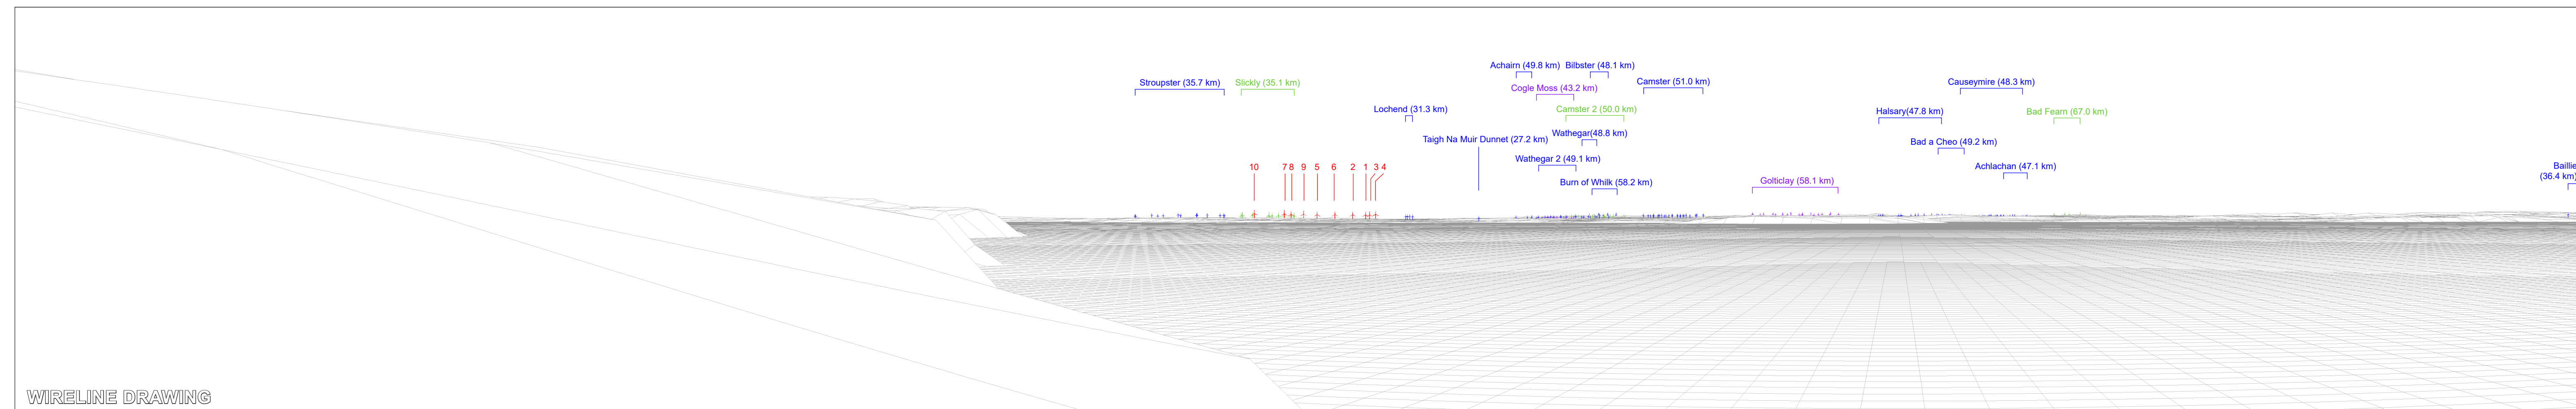 Achairn (49.8 km) Bilbster (48.1 km)
Stroupster (35.7 km) Slickly (35.1 km) Camster (51.0 km) Causeymire (48.3 km)
Cogle Moss (43.2 km)
Lochend (31.3 km) Camster 2 (50.0 km) Halsary(47.8 km) Bad Fearn (67.0 km)
Wathegar(48.8 km)
Taigh Na Muir Dunnet (27.2 km) Bad a Cheo (49.2 km)
Wathegar 2 (49.1 km)
10 7 8 9 5 6 2 1 3 4 Achlachan (47.1 km) Baillie
Burn of Whilk (58.2 km) Golticlay (58.1 km) (36.4 km)
WIRELINE DRAWING